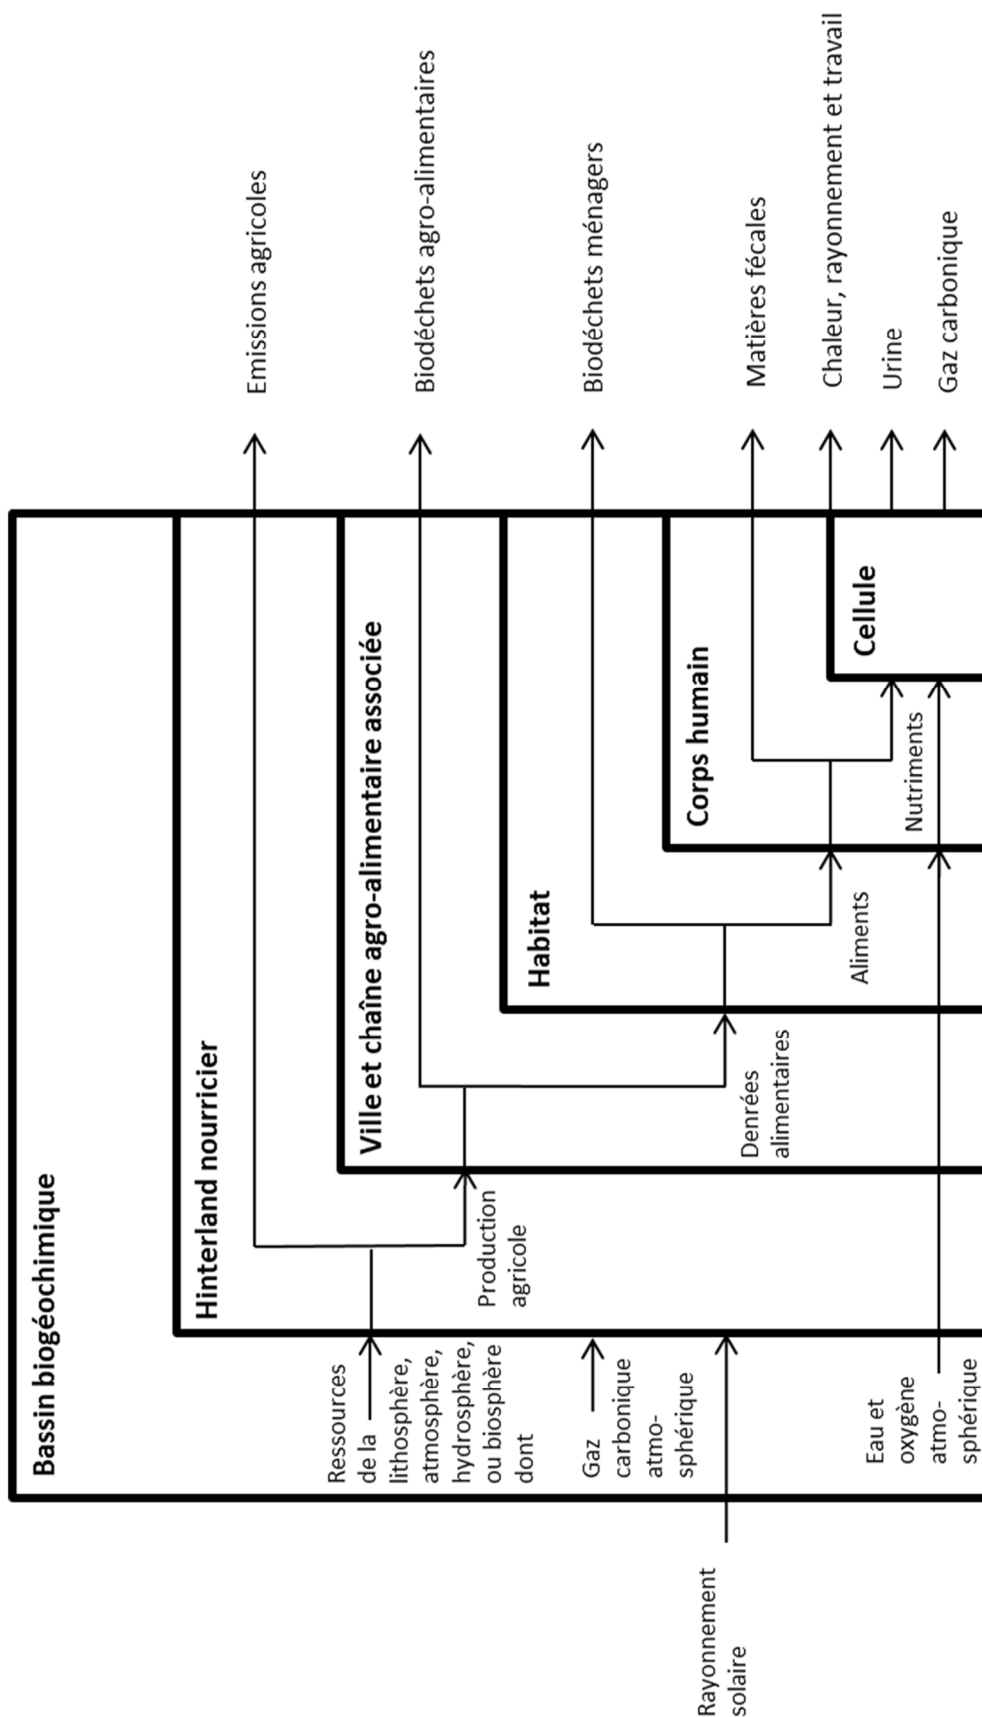 Bassin biogéochimique
Hinterland nourricier
Emissions agricoles
Ville et chaîne agro-alimentaire associée
Biodéchets agro-alimentaires
Habitat
Biodéchets ménagers
Corps humain
Matières fécales
Cellule
Chaleur, rayonnement et travail
Urine
Gaz carbonique
Ressources
de la
lithosphère,
atmosphère,
hydrosphère,
ou biosphère
dont
Production
agricole
Denrées
alimentaires
Aliments
Nutriments
Gaz
carbonique
atmo-
sphérique
Rayonnement
solaire
Eau et
oxygène
atmo-
sphérique